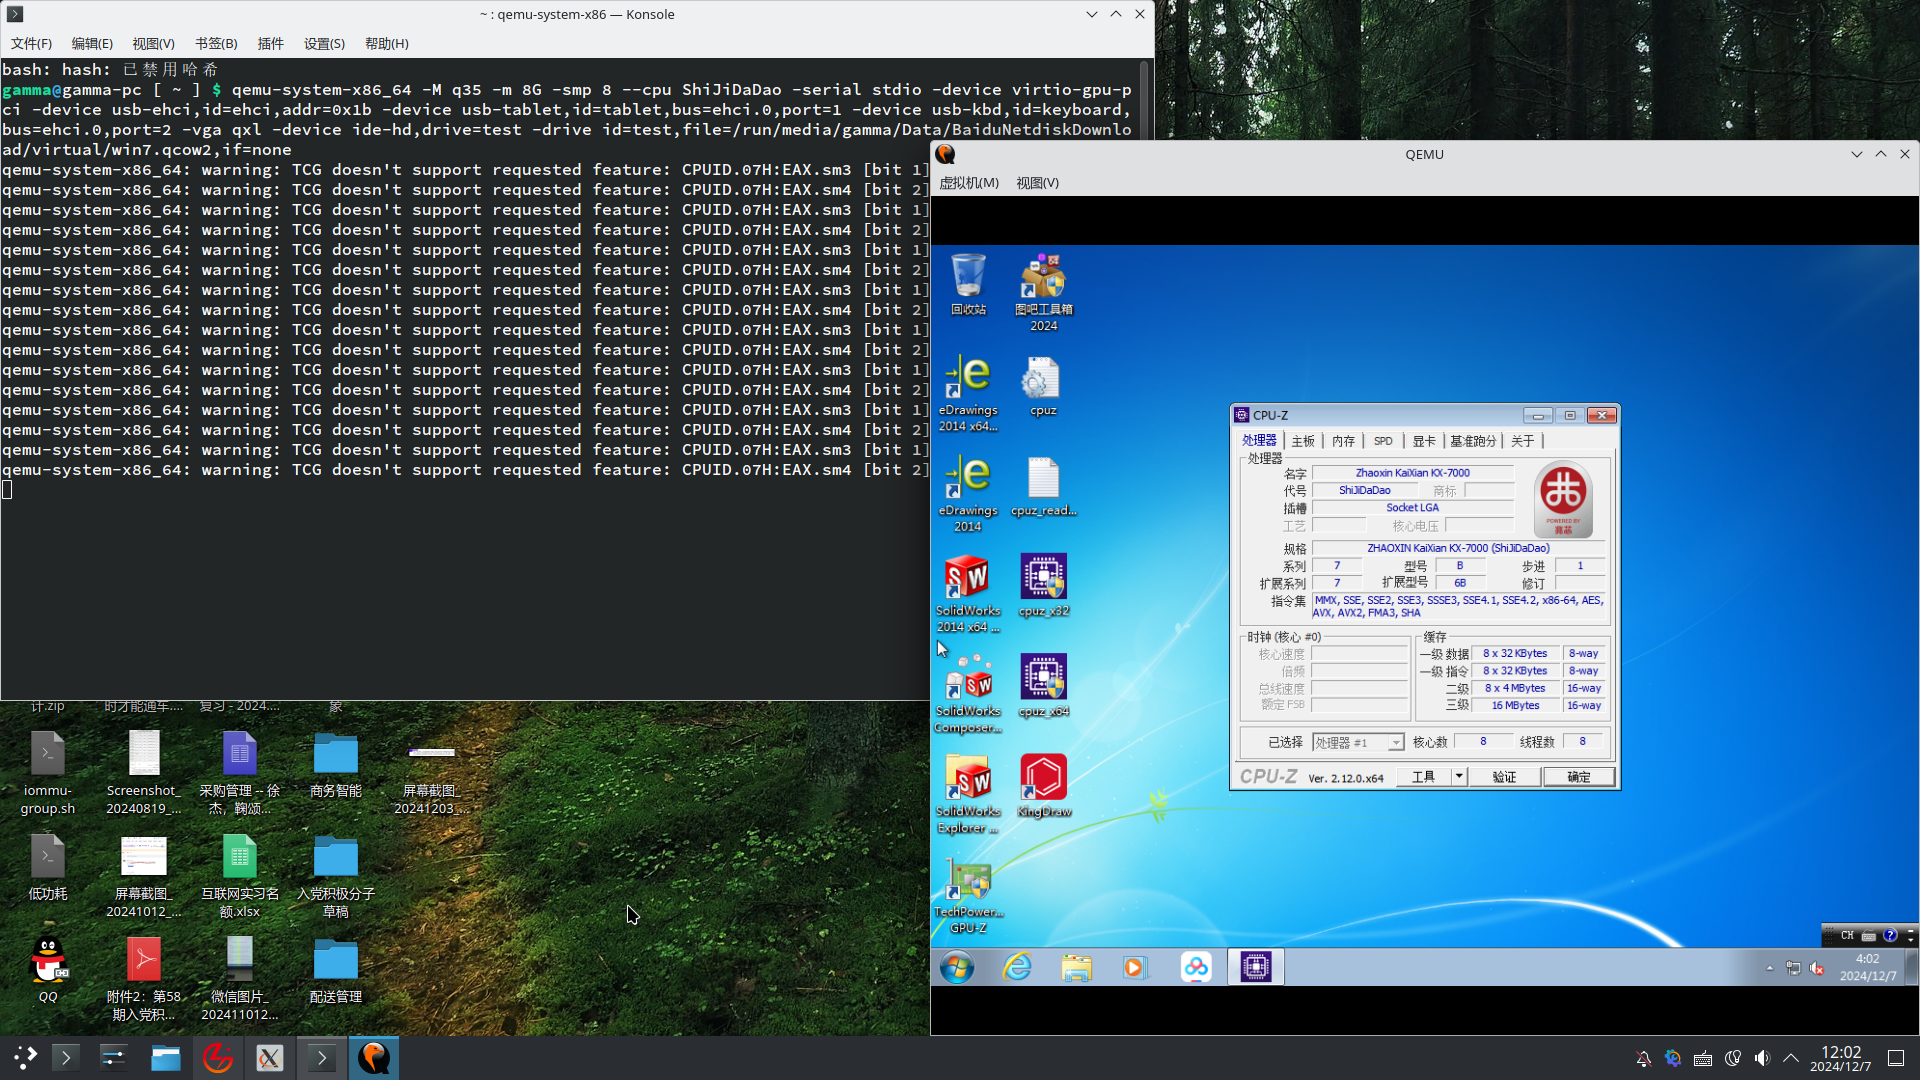 ~ : qemu-system-x86 — Konsole
文件(F) 编辑(E) 视图(V) 书签(B) 插件 设置(S) 帮助(H)
bash: hash: 已禁用哈希
gamma@gamma-pc [ ~ ] $ qemu-system-x86_64 -M q35 -m 8G -smp 8 --cpu ShiJiDaDao -serial stdio -device virtio-gpu-p
ci -device usb-ehci,id=ehci,addr=0x1b -device usb-tablet,id=tablet,bus=ehci.0,port=1 -device usb-kbd,id=keyboard,
bus=ehci.0,port=2 -vga qxl -device ide-hd,drive=test -drive id=test,file=/run/media/gamma/Data/BaiduNetdiskDownlo
ad/virtual/win7.qcow2,if=none
qemu-system-x86_64: warning: TCG doesn't support requested feature: CPUID.07H:EAX.sm3 [bit 1]
qemu-system-x86_64: warning: TCG doesn't support requested feature: CPUID.07H:EAX.sm4 [bit 2]
qemu-system-x86_64: warning: TCG doesn't support requested feature: CPUID.07H:EAX.sm3 [bit 1]
qemu-system-x86_64: warning: TCG doesn't support requested feature: CPUID.07H:EAX.sm4 [bit 2]
qemu-system-x86_64: warning: TCG doesn't support requested feature: CPUID.07H:EAX.sm3 [bit 1]
qemu-system-x86_64: warning: TCG doesn't support requested feature: CPUID.07H:EAX.sm4 [bit 2]
qemu-system-x86_64: warning: TCG doesn't support requested feature: CPUID.07H:EAX.sm3 [bit 1]
qemu-system-x86_64: warning: TCG doesn't support requested feature: CPUID.07H:EAX.sm4 [bit 2]
qemu-system-x86_64: warning: TCG doesn't support requested feature: CPUID.07H:EAX.sm3 [bit 1]
qemu-system-x86_64: warning: TCG doesn't support requested feature: CPUID.07H:EAX.sm4 [bit 2]
qemu-system-x86_64: warning: TCG doesn't support requested feature: CPUID.07H:EAX.sm3 [bit 1]
qemu-system-x86_64: warning: TCG doesn't support requested feature: CPUID.07H:EAX.sm4 [bit 2]
qemu-system-x86_64: warning: TCG doesn't support requested feature: CPUID.07H:EAX.sm3 [bit 1]
qemu-system-x86_64: warning: TCG doesn't support requested feature: CPUID.07H:EAX.sm4 [bit 2]
qemu-system-x86_64: warning: TCG doesn't support requested feature: CPUID.07H:EAX.sm3 [bit 1]
qemu-system-x86_64: warning: TCG doesn't support requested feature: CPUID.07H:EAX.sm4 [bit 2]
计.zip 时才能通车.... 复习 - 2024.... 象
iommu-
group.sh
Screenshot_
20240819_...
采购管理 -- 徐
杰，鞠颂...
商务智能
屏幕截图_
20241203_...
低功耗
屏幕截图_
20241012_...
互联网实习名
额.xlsx
入党积极分子
草稿
QQ
附件2：第58
期入党积...
微信图片_
202411012...
配送管理
QEMU
虚拟机(M) 视图(V)
回收站
图吧工具箱
2024
eDrawings
2014 x64...
cpuz
eDrawings
2014
cpuz_read...
SolidWorks
2014 x64 ...
cpuz_x32
SolidWorks
Composer...
cpuz_x64
SolidWorks
Explorer ...
KingDraw
TechPower...
GPU-Z
CPU-Z
处理器 主板 内存 SPD 显卡 基准跑分 关于
处理器
名字 Zhaoxin KaiXian KX-7000
代号 ShiJiDaDao 商标
插槽 Socket LGA
工艺 核心电压
POWERED BY
兆芯
规格 ZHAOXIN KaiXian KX-7000 (ShiJiDaDao)
系列 7 型号 B 步进 1
扩展系列 7 扩展型号 6B 修订
指令集 MMX, SSE, SSE2, SSE3, SSSE3, SSE4.1, SSE4.2, x86-64, AES,
AVX, AVX2, FMA3, SHA
时钟 (核心 #0)
核心速度
倍频
总线速度
额定 FSB
缓存
一级 数据 8 x 32 KBytes 8-way
一级 指令 8 x 32 KBytes 8-way
二级 8 x 4 MBytes 16-way
三级 16 MBytes 16-way
已选择 处理器 #1 核心数 8 线程数 8
CPU-Z Ver. 2.12.0.x64 工具 验证 确定
CH
4:02
2024/12/7
12:02
2024/12/7